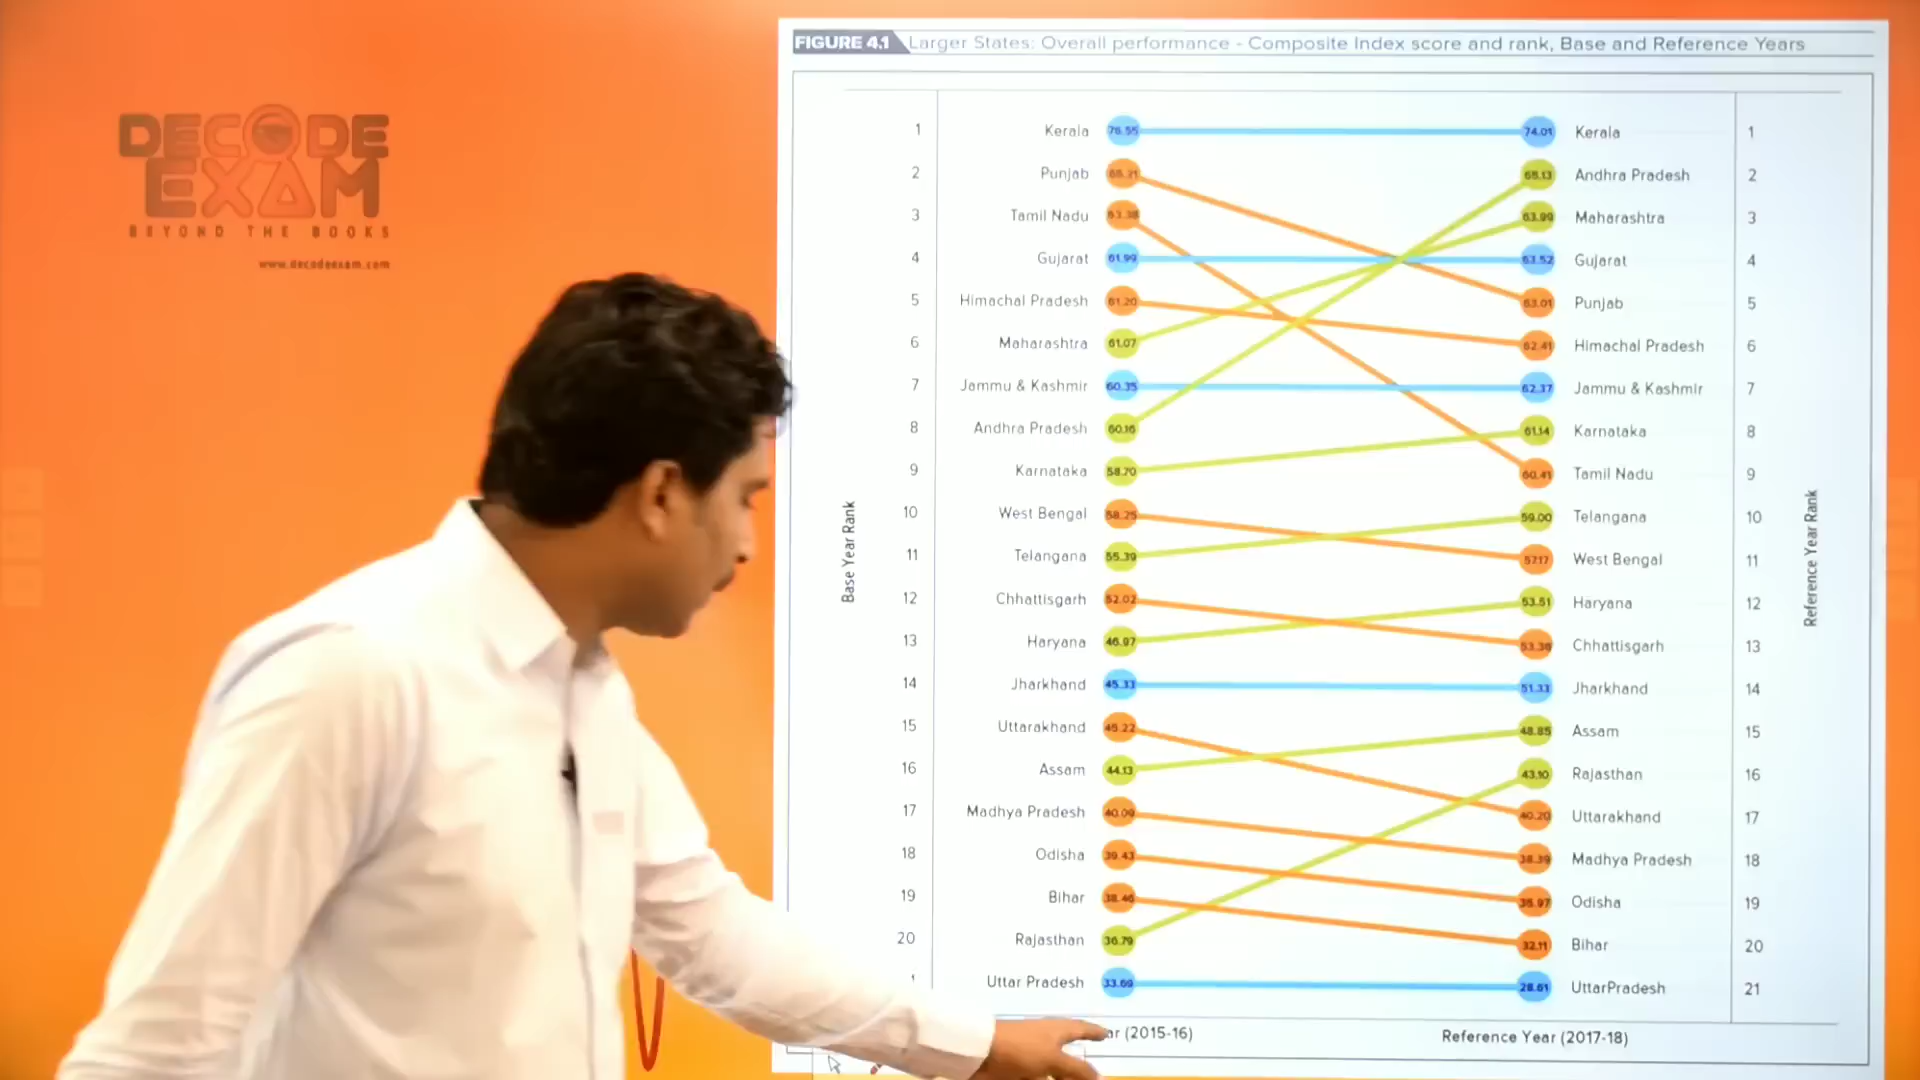 DECODE
EXAM
BEYOND THE BOOKS
www.decodeexam.com
FIGURE 4.1 Larger States: Overall performance - Composite Index score and rank, Base and Reference Years
1 Kerala 76.55 74.01 Kerala 1
2 Punjab 65.21 65.13 Andhra Pradesh 2
3 Tamil Nadu 63.38 63.99 Maharashtra 3
4 Gujarat 61.99 63.52 Gujarat 4
5 Himachal Pradesh 61.20 63.01 Punjab 5
6 Maharashtra 61.07 62.41 Himachal Pradesh 6
7 Jammu & Kashmir 60.35 62.37 Jammu & Kashmir 7
8 Andhra Pradesh 60.16 61.14 Karnataka 8
9 Karnataka 58.70 60.41 Tamil Nadu 9
10 West Bengal 58.25 59.00 Telangana 10
11 Telangana 55.39 57.17 West Bengal 11
12 Chhattisgarh 52.02 53.51 Haryana 12
13 Haryana 46.97 53.36 Chhattisgarh 13
14 Jharkhand 45.33 51.33 Jharkhand 14
15 Uttarakhand 45.22 48.85 Assam 15
16 Assam 44.13 43.10 Rajasthan 16
17 Madhya Pradesh 40.09 40.20 Uttarakhand 17
18 Odisha 39.43 38.39 Madhya Pradesh 18
19 Bihar 38.46 35.97 Odisha 19
20 Rajasthan 36.79 32.11 Bihar 20
Uttar Pradesh 33.69 28.61 UttarPradesh 21
Base Year Rank
Reference Year Rank
ar (2015-16)
Reference Year (2017-18)